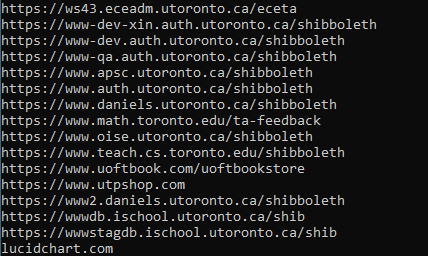 https://ws43.eceadm.utoronto.ca/eceta
https://www-dev-xin.auth.utoronto.ca/shibboleth
https://www-dev.auth.utoronto.ca/shibboleth
https://www-qa.auth.utoronto.ca/shibboleth
https://www.apsc.utoronto.ca/shibboleth
https://www.auth.utoronto.ca/shibboleth
https://www.daniels.utoronto.ca/shibboleth
https://www.math.toronto.edu/ta-feedback
https://www.oise.utoronto.ca/shibboleth
https://www.teach.cs.toronto.edu/shibboleth
https://www.uoftbook.com/uoftbookstore
https://www.utpshop.com
https://www2.daniels.utoronto.ca/shibboleth
https://wwwdb.ischool.utoronto.ca/shib
https://wwwstagdb.ischool.utoronto.ca/shib
lucidchart.com